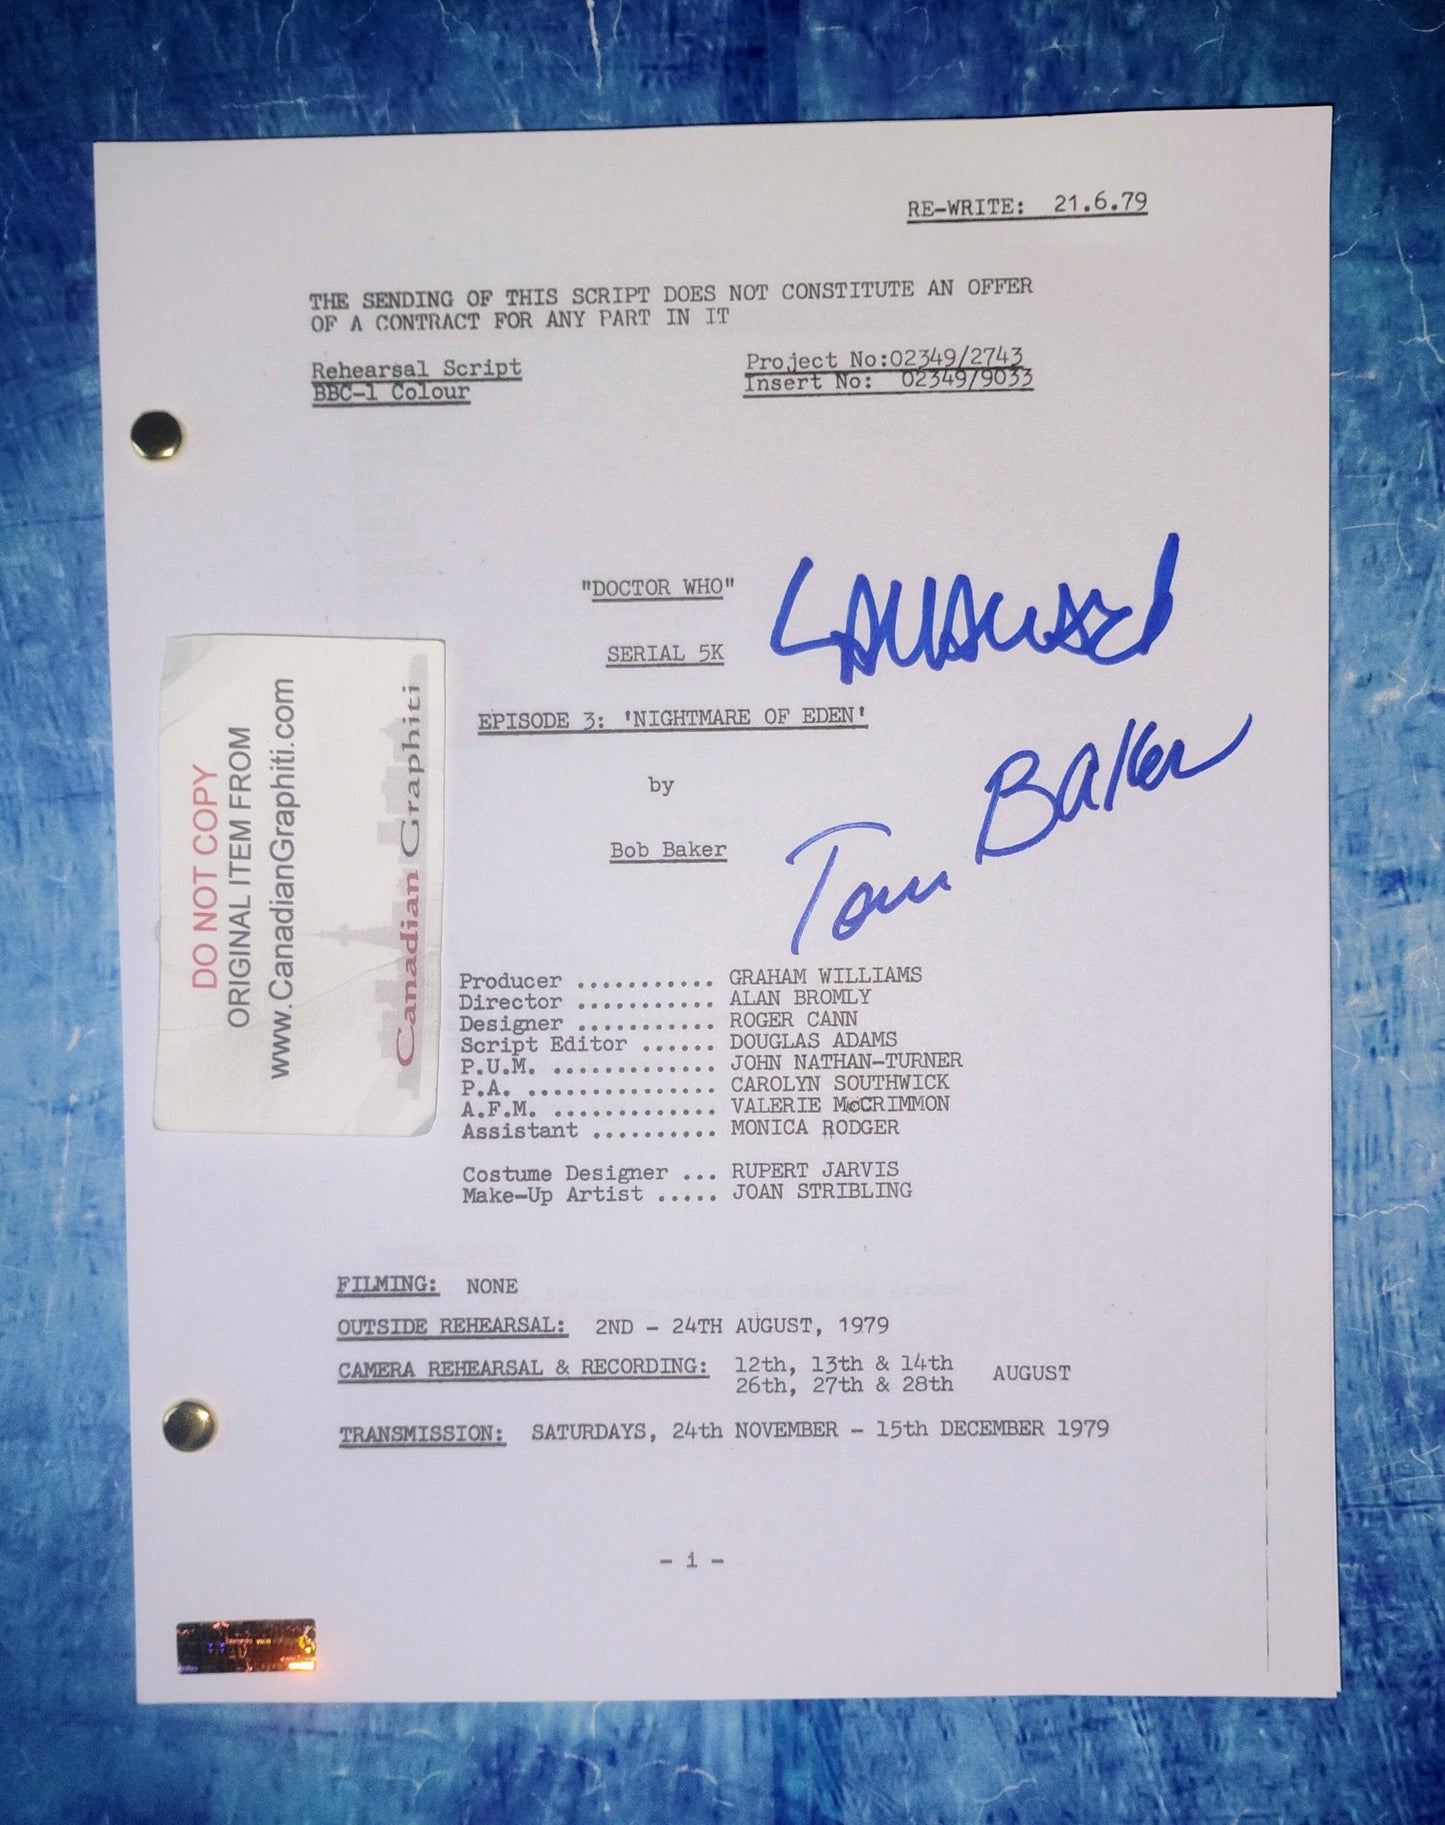 RE-WRITE: 21.6.79
THE SENDING OF THIS SCRIPT DOES NOT CONSTITUTE AN OFFER
OF A CONTRACT FOR ANY PART IN IT
Rehearsal Script
BBC-1 Colour
Project No:02349/2743
Insert No: 02349/9033
"DOCTOR WHO"
SERIAL 5K
EPISODE 3: 'NIGHTMARE OF EDEN'
by
Bob Baker
Tom Baker
DO NOT COPY
ORIGINAL ITEM FROM
www.CanadianGraphiti.com
Canadian Graphiti
Producer ........... GRAHAM WILLIAMS
Director ........... ALAN BROMLY
Designer ........... ROGER CANN
Script Editor ...... DOUGLAS ADAMS
P.U.M. ............. JOHN NATHAN-TURNER
P.A. ............... CAROLYN SOUTHWICK
A.F.M. ............. VALERIE McCRIMMON
Assistant .......... MONICA RODGER
Costume Designer ... RUPERT JARVIS
Make-Up Artist ..... JOAN STRIBLING
FILMING: NONE
OUTSIDE REHEARSAL: 2ND - 24TH AUGUST, 1979
CAMERA REHEARSAL & RECORDING: 12th, 13th & 14th
26th, 27th & 28th AUGUST
TRANSMISSION: SATURDAYS, 24th NOVEMBER - 15th DECEMBER 1979
- i -